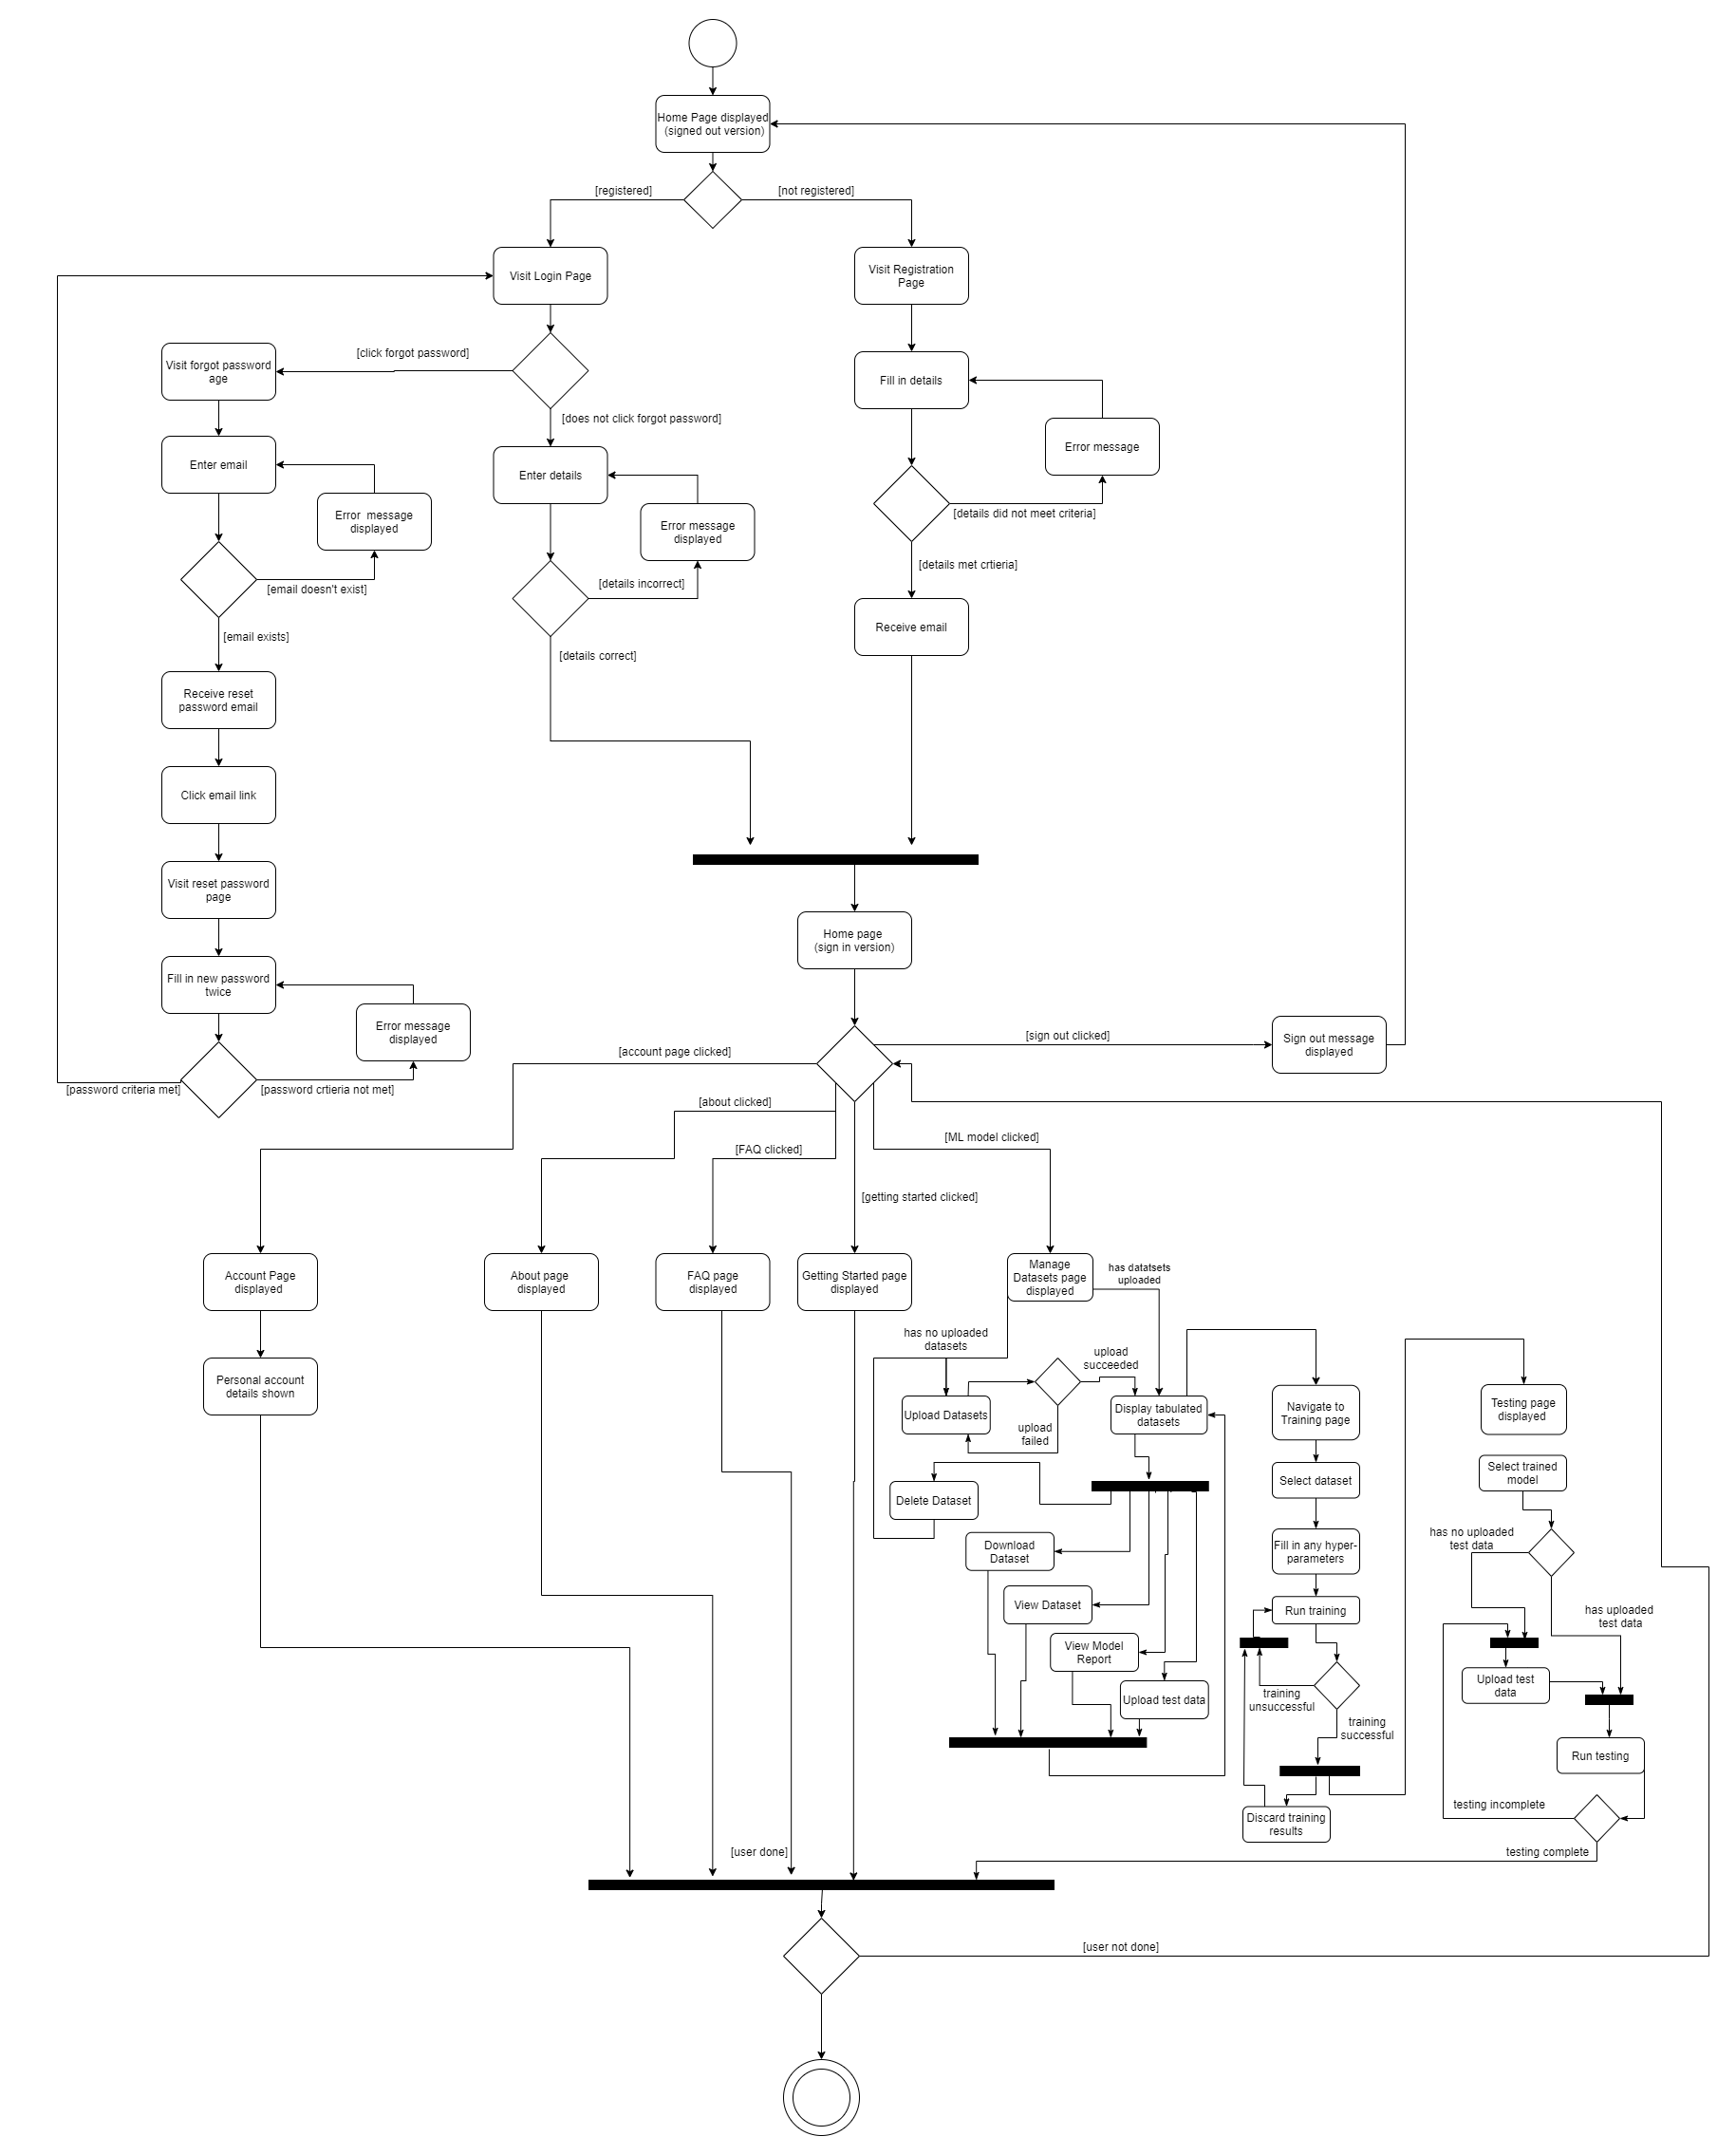 Home Page displayed
(signed out version)
[registered]
[not registered]
Visit Login Page
Visit Registration
Page
[click forgot password]
Visit forgot password
age
[does not click forgot password]
Fill in details
Error message
Enter email
Enter details
Error  message
displayed
Error message
displayed
[details did not meet criteria]
[email doesn't exist]
[details incorrect]
[details met crtieria]
[email exists]
[details correct]
Receive email
Receive reset
password email
Click email link
Visit reset password
page
Home page
(sign in version)
Fill in new password
twice
Error message
displayed
[sign out clicked]
Sign out message
displayed
[account page clicked]
[password criteria met]
[password crtieria not met]
[about clicked]
[FAQ clicked]
[ML model clicked]
[getting started clicked]
Account Page
displayed
About page
displayed
FAQ page
displayed
Getting Started page
displayed
Manage
Datasets page
displayed
has datatsets
uploaded
has no uploaded
datasets
upload
succeeded
Personal account
details shown
Upload Datasets
upload
failed
Display tabulated
datasets
Navigate to
Training page
Testing page
displayed
Select trained
model
Select dataset
Delete Dataset
has no uploaded
test data
Download
Dataset
Fill in any hyper-
parameters
View Dataset
Run training
has uploaded
test data
View Model
Report
Upload test
data
Upload test data
training
unsuccessful
training
successful
Run testing
testing incomplete
Discard training
results
[user done]
testing complete
[user not done]